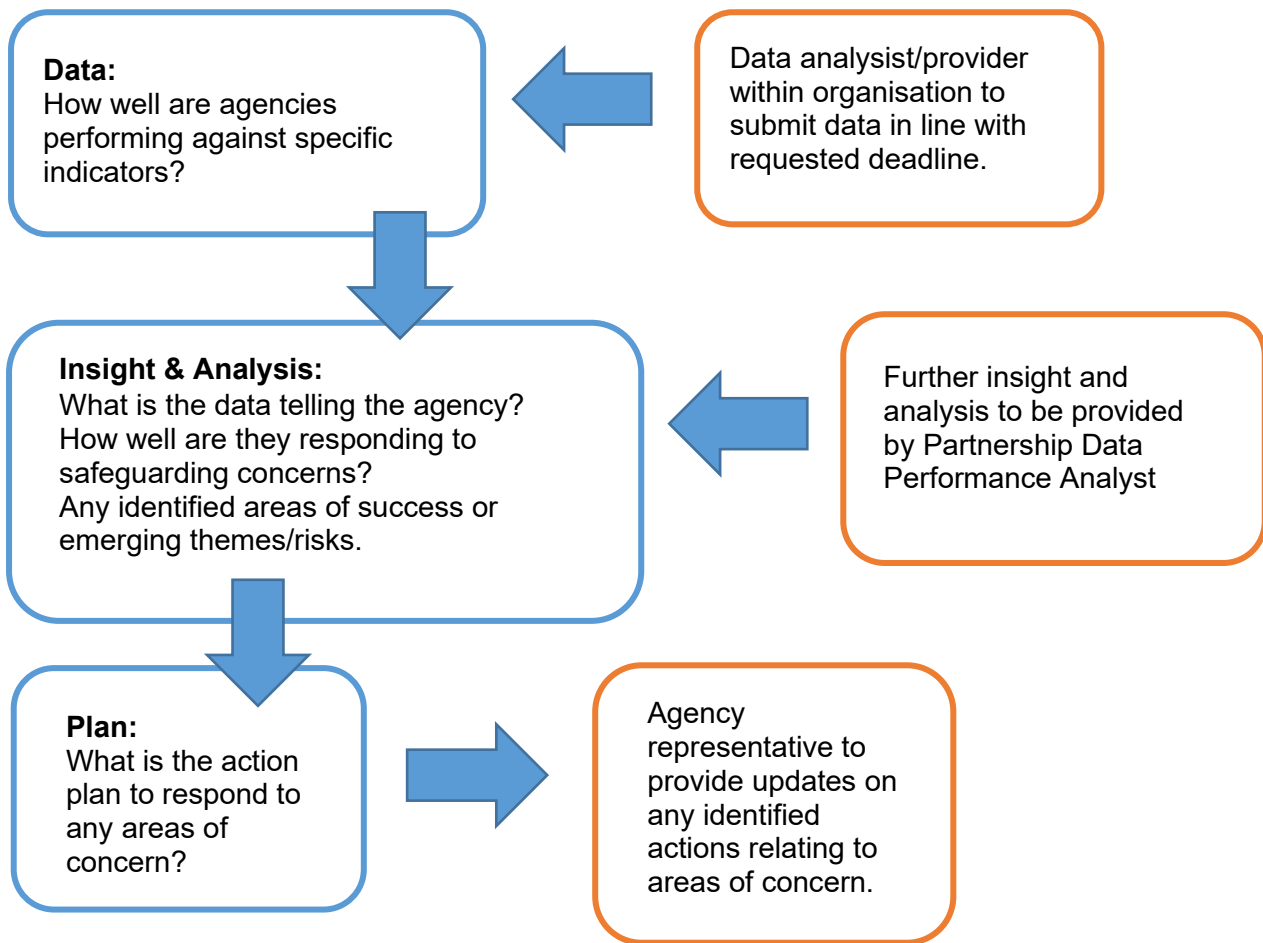 Data:
How well are agencies
performing against specific
indicators?
Data analysist/provider
within organisation to
submit data in line with
requested deadline.
Insight & Analysis:
What is the data telling the agency?
How well are they responding to
safeguarding concerns?
Any identified areas of success or
emerging themes/risks.
Further insight and
analysis to be provided
by Partnership Data
Performance Analyst
Plan:
What is the action
plan to respond to
any areas of
concern?
Agency
representative to
provide updates on
any identified
actions relating to
areas of concern.